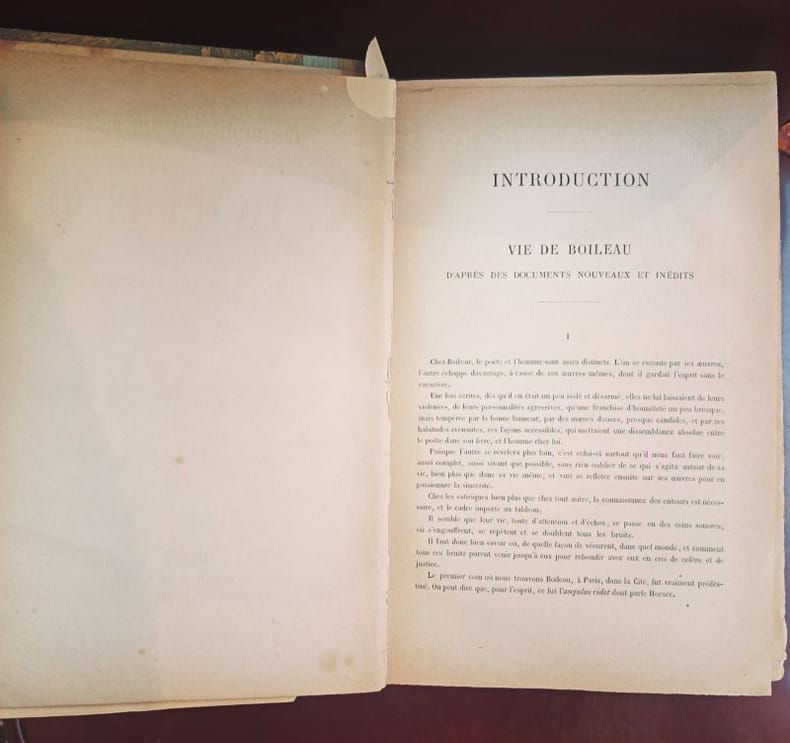 INTRODUCTION
VIE DE BOILEAU
D'APRÈS DES DOCUMENTS NOUVEAUX ET INÉDITS
I
Chez Boileau, le poëte et l'homme sont assez distincts. L'un se raconte par ses œuvres,
l'autre échappe davantage, à cause de ces œuvres mêmes, dont il gardait l'esprit sans le
caractère.
Une fois écrites, dès qu'il en était un peu isolé et désarmé, elles ne lui laissaient de leurs
violences, de leurs personnalités agressives, qu'une franchise d'honnêteté un peu brusque,
mais tempérée par la bonne humeur, par des mœurs douces, presque candides, et par ces
habitudes avenantes, ces façons accessibles, qui mettaient une dissemblance absolue entre
le poëte dans son livre, et l'homme chez lui.
Puisque l'autre se révélera plus loin, c'est celui-ci surtout qu'il nous faut faire voir,
aussi complet, aussi vivant que possible, sans rien oublier de ce qui s'agita autour de sa
vie, bien plus que dans sa vie même, et vint se refléter ensuite sur ses œuvres pour en
passionner la sincérité.
Chez les satiriques bien plus que chez tout autre, la connaissance des entours est néces-
saire, et le cadre importe au tableau.
Il semble que leur vie, toute d'attention et d'échos, se passe en des coins sonores,
où s'engouffrent, se répètent et se doublent tous les bruits.
Il faut donc bien savoir où, de quelle façon ils vécurent, dans quel monde, et comment
tous ces bruits purent venir jusqu'à eux pour rebondir avec eux en cris de colère et de
justice.
Le premier coin où nous trouvons Boileau, à Paris, dans la Cité, fut vraiment prédes-
tiné. On peut dire que, pour l'esprit, ce fut l'angulus ridet dont parle Horace.